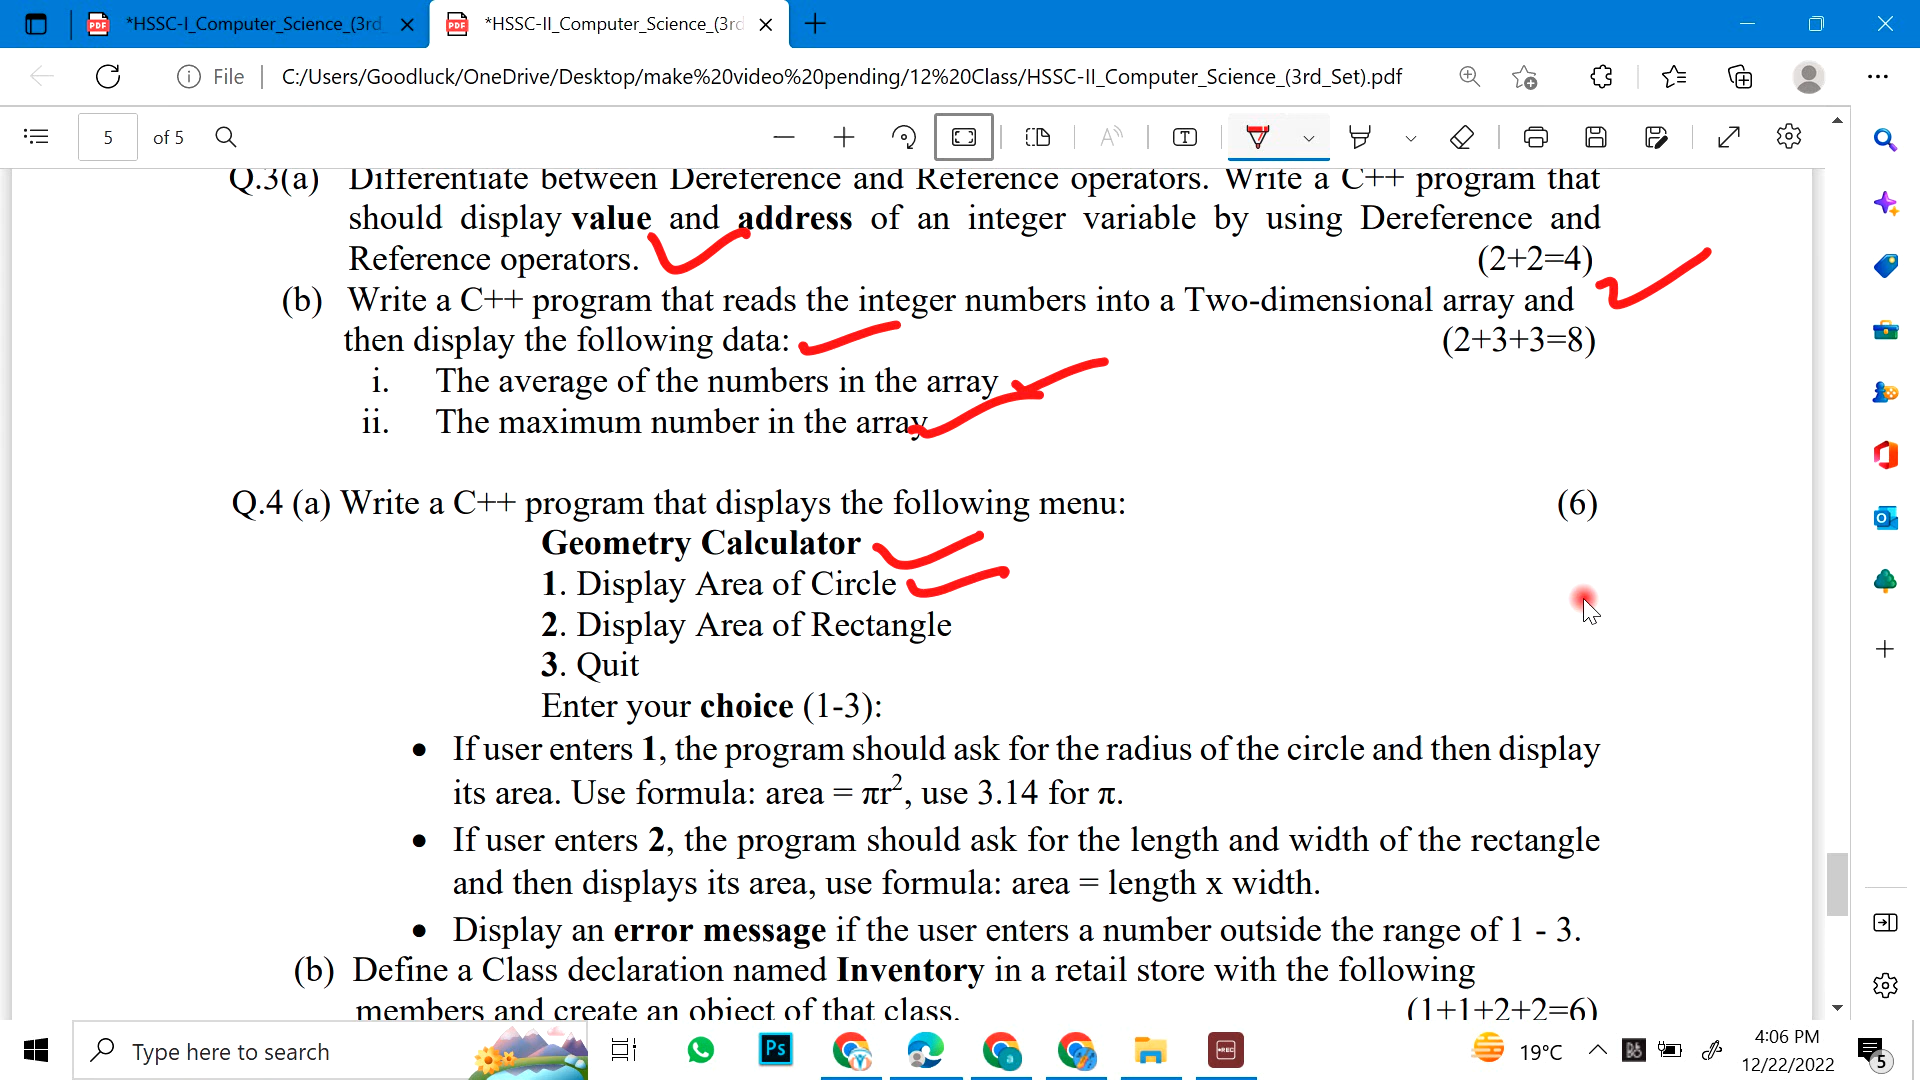 *HSSC-I_Computer_Science_(3rd
*HSSC-II_Computer_Science_(3rd
File
C:/Users/Goodluck/OneDrive/Desktop/make%20video%20pending/12%20Class/HSSC-II_Computer_Science_(3rd_Set).pdf
5 of 5
Q.3(a) Differentiate between Dereference and Reference operators. Write a C++ program that
should display value and address of an integer variable by using Dereference and
Reference operators. (2+2=4)
(b) Write a C++ program that reads the integer numbers into a Two-dimensional array and
then display the following data: (2+3+3=8)
i. The average of the numbers in the array
ii. The maximum number in the array
Q.4 (a) Write a C++ program that displays the following menu: (6)
Geometry Calculator
1. Display Area of Circle
2. Display Area of Rectangle
3. Quit
Enter your choice (1-3):
• If user enters 1, the program should ask for the radius of the circle and then display
its area. Use formula: area = πr², use 3.14 for π.
• If user enters 2, the program should ask for the length and width of the rectangle
and then displays its area, use formula: area = length x width.
• Display an error message if the user enters a number outside the range of 1 - 3.
(b) Define a Class declaration named Inventory in a retail store with the following
members and create an object of that class. (1+1+2+2=6)
Type here to search
Ps
REC
19°C
4:06 PM
12/22/2022
5